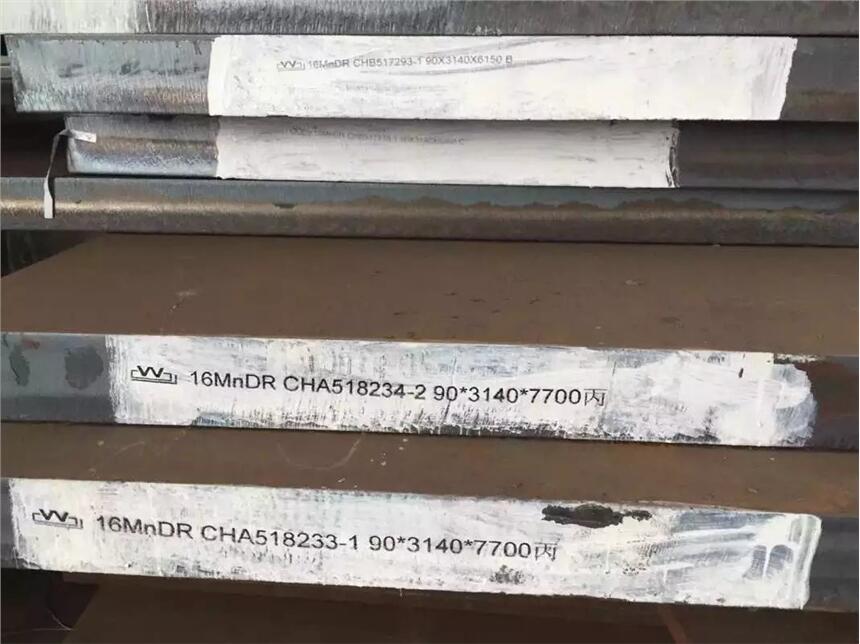 16MnDR CHB517293-1 90X3140X6150 B
16MnDR
16MnDR CHA518234-2 90*3140*7700丙
16MnDR CHA518233-1 90*3140*7700丙